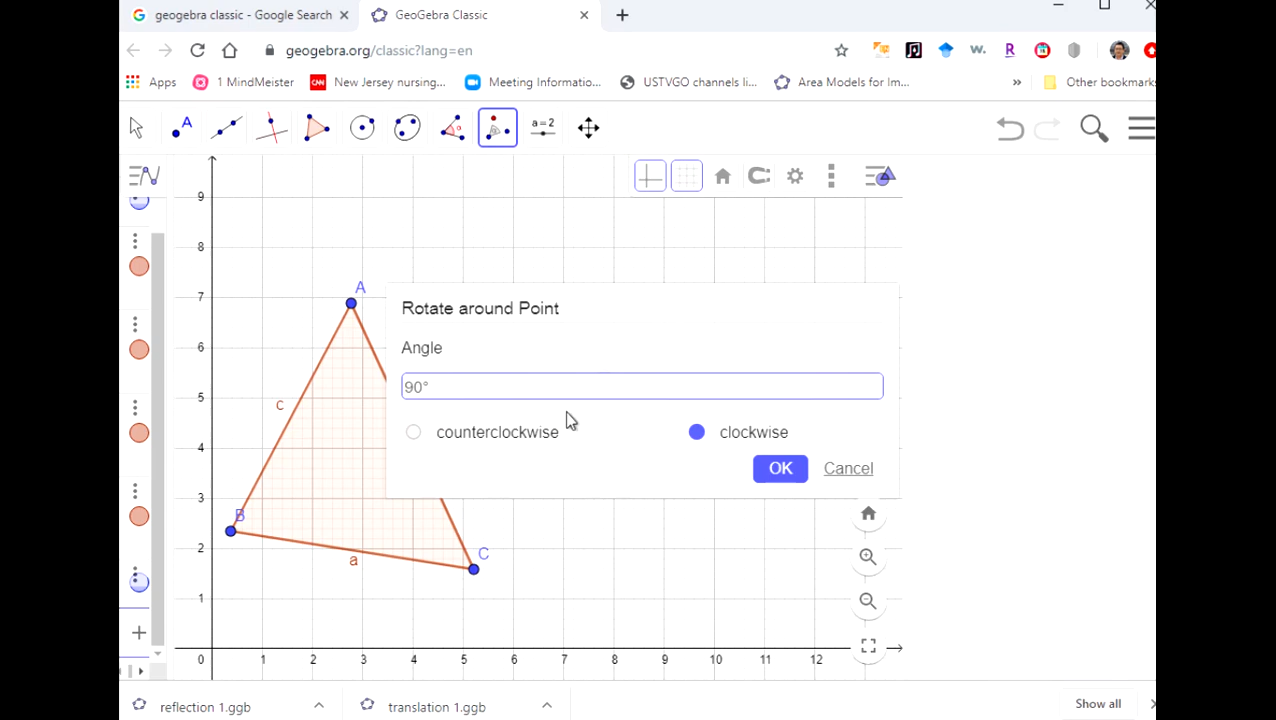 geogebra classic - Google Search
GeoGebra Classic
geogebra.org/classic?lang=en
Apps
1 MindMeister
New Jersey nursing...
Meeting Informatio...
USTVGO channels li...
Area Models for Im...
»
Other bookmarks
A
a=2
9
8
7
6
5
4
3
2
1
0
1
2
3
4
5
6
7
8
9
10
11
12
A
c
B
a
C
Rotate around Point
Angle
90°
counterclockwise
clockwise
OK
Cancel
reflection 1.ggb
translation 1.ggb
Show all